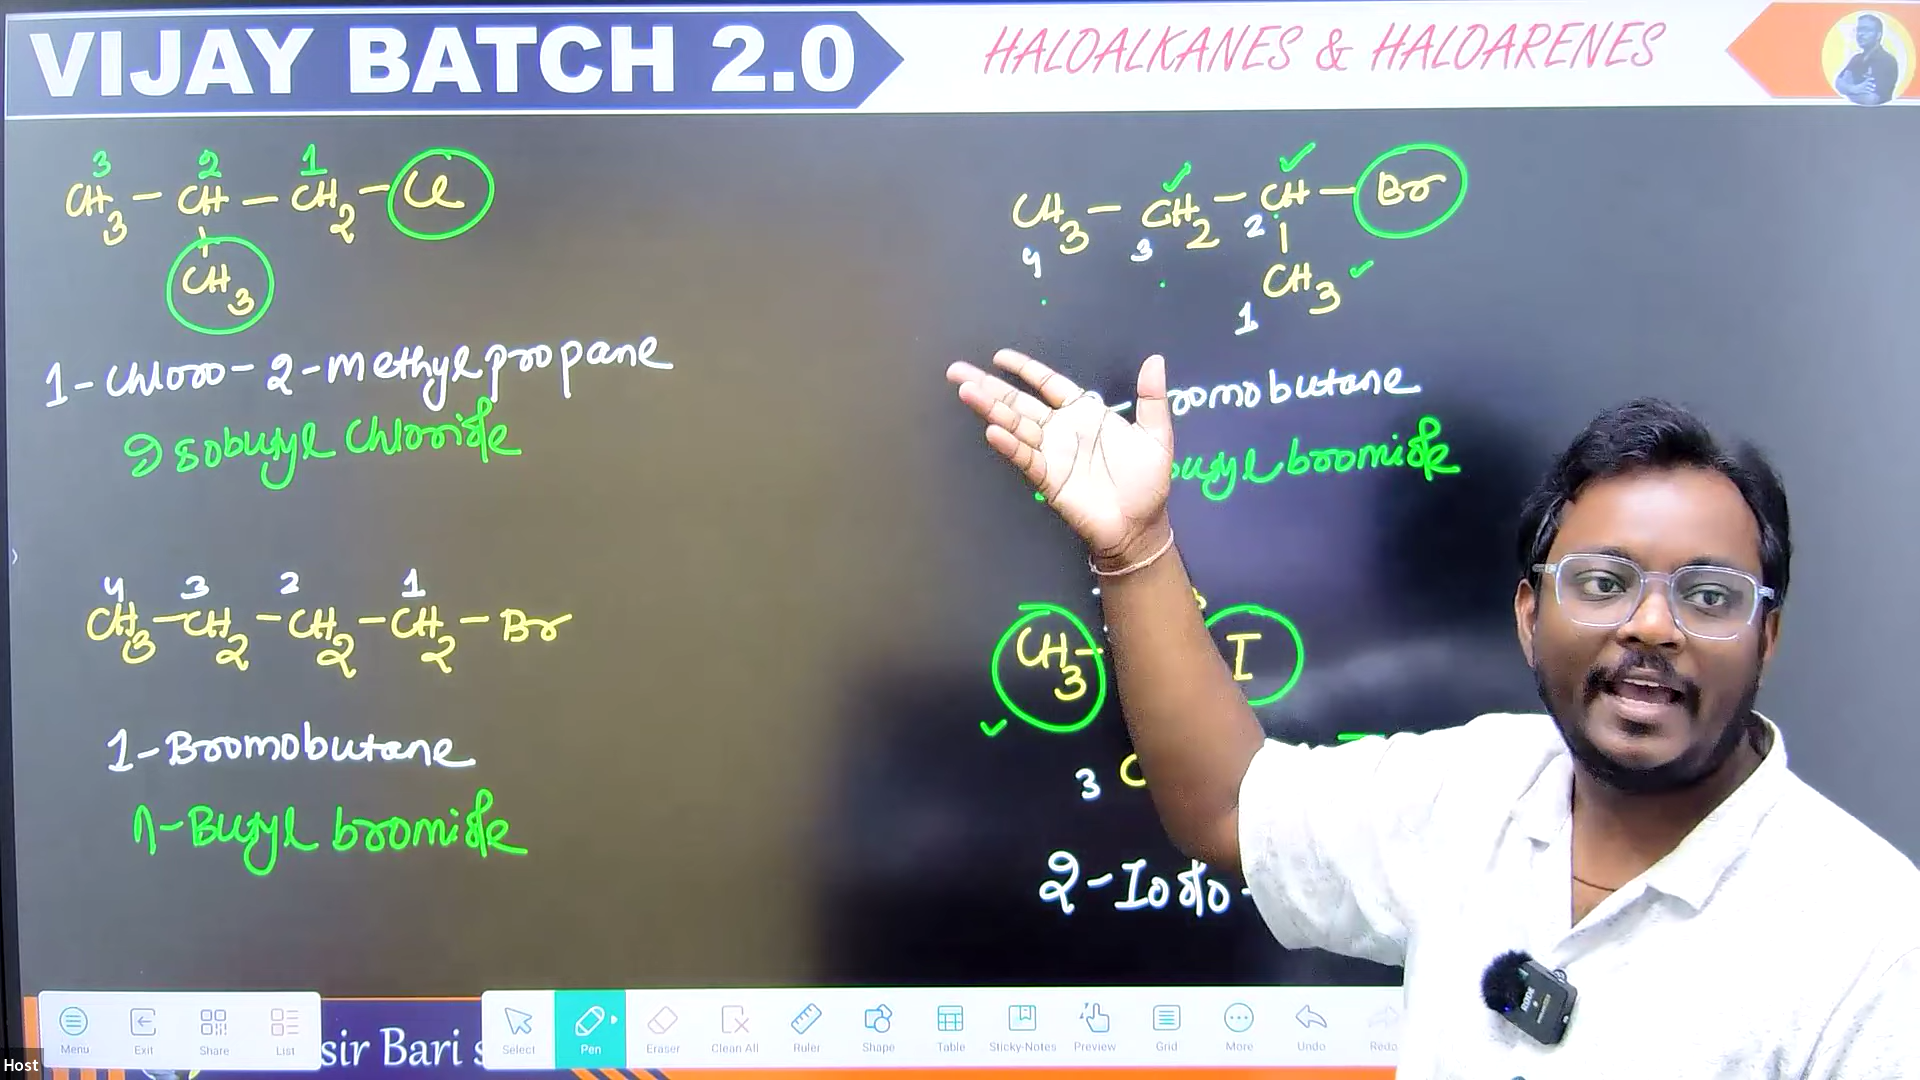 VIJAY BATCH 2.0
HALOALKANES & HALOARENES
3 2 1
CH3 — CH — CH2 — Cl
CH3
1-Chloro-2-methylpropane
Isobutyl Chloride
4 3 2 1
CH3—CH2—CH2—CH2—Br
1-Bromobutane
n-Butyl bromide
CH3 — CH2 — CH — Br
4 3 2
CH3
1
omobutane
butyl bromide
CH3- I
3 C
2-Iodo-
Menu Exit Share List
sir Bari s
Select Pen Eraser Clean All Ruler Shape Table Sticky-Notes Preview Grid More Undo Redo
Host